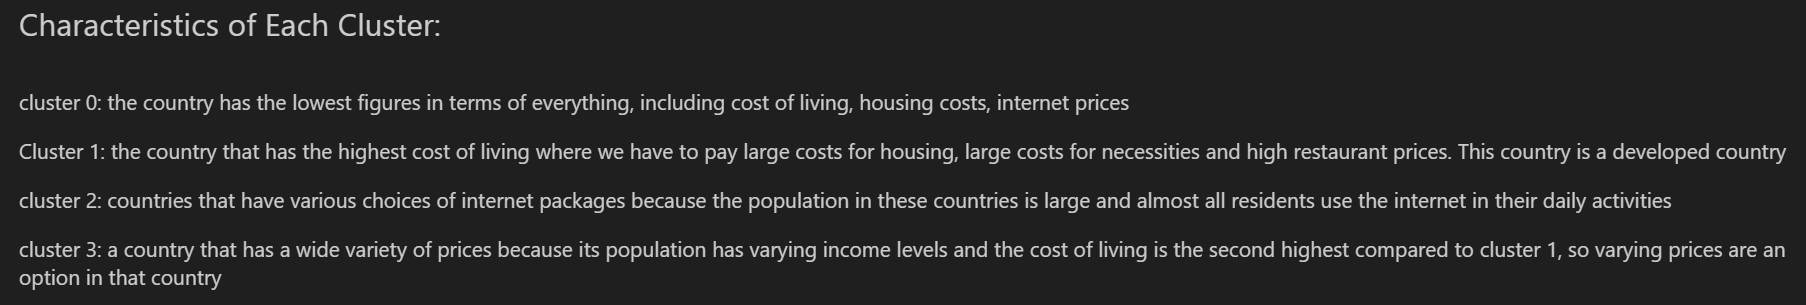 Characteristics of Each Cluster:
cluster 0: the country has the lowest figures in terms of everything, including cost of living, housing costs, internet prices
Cluster 1: the country that has the highest cost of living where we have to pay large costs for housing, large costs for necessities and high restaurant prices. This country is a developed country
cluster 2: countries that have various choices of internet packages because the population in these countries is large and almost all residents use the internet in their daily activities
cluster 3: a country that has a wide variety of prices because its population has varying income levels and the cost of living is the second highest compared to cluster 1, so varying prices are an
option in that country